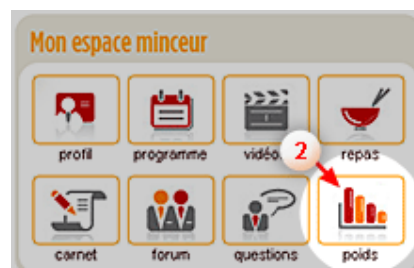 Mon espace minceur
profil programme vidéo 2 repas
carnet forum questions poids